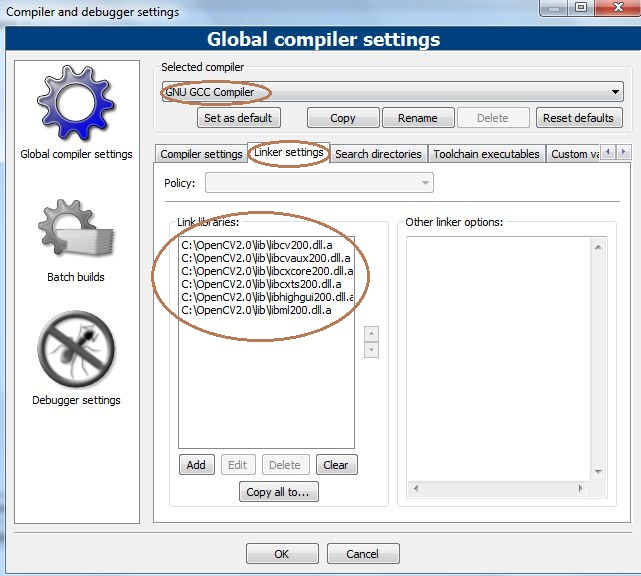 Compiler and debugger settings
Global compiler settings
Global compiler settings
Batch builds
Debugger settings
Selected compiler
GNU GCC Compiler
Set as default Copy Rename Delete Reset defaults
Compiler settings Linker settings Search directories Toolchain executables Custom va
Policy:
Link libraries:
C:\OpenCV2.0\lib\libcv200.dll.a
C:\OpenCV2.0\lib\libcvaux200.dll.a
C:\OpenCV2.0\lib\libcxcore200.dll.a
C:\OpenCV2.0\lib\libcxts200.dll.a
C:\OpenCV2.0\lib\libhighgui200.dll.a
C:\OpenCV2.0\lib\libml200.dll.a
Other linker options:
Add Edit Delete Clear
Copy all to...
OK Cancel